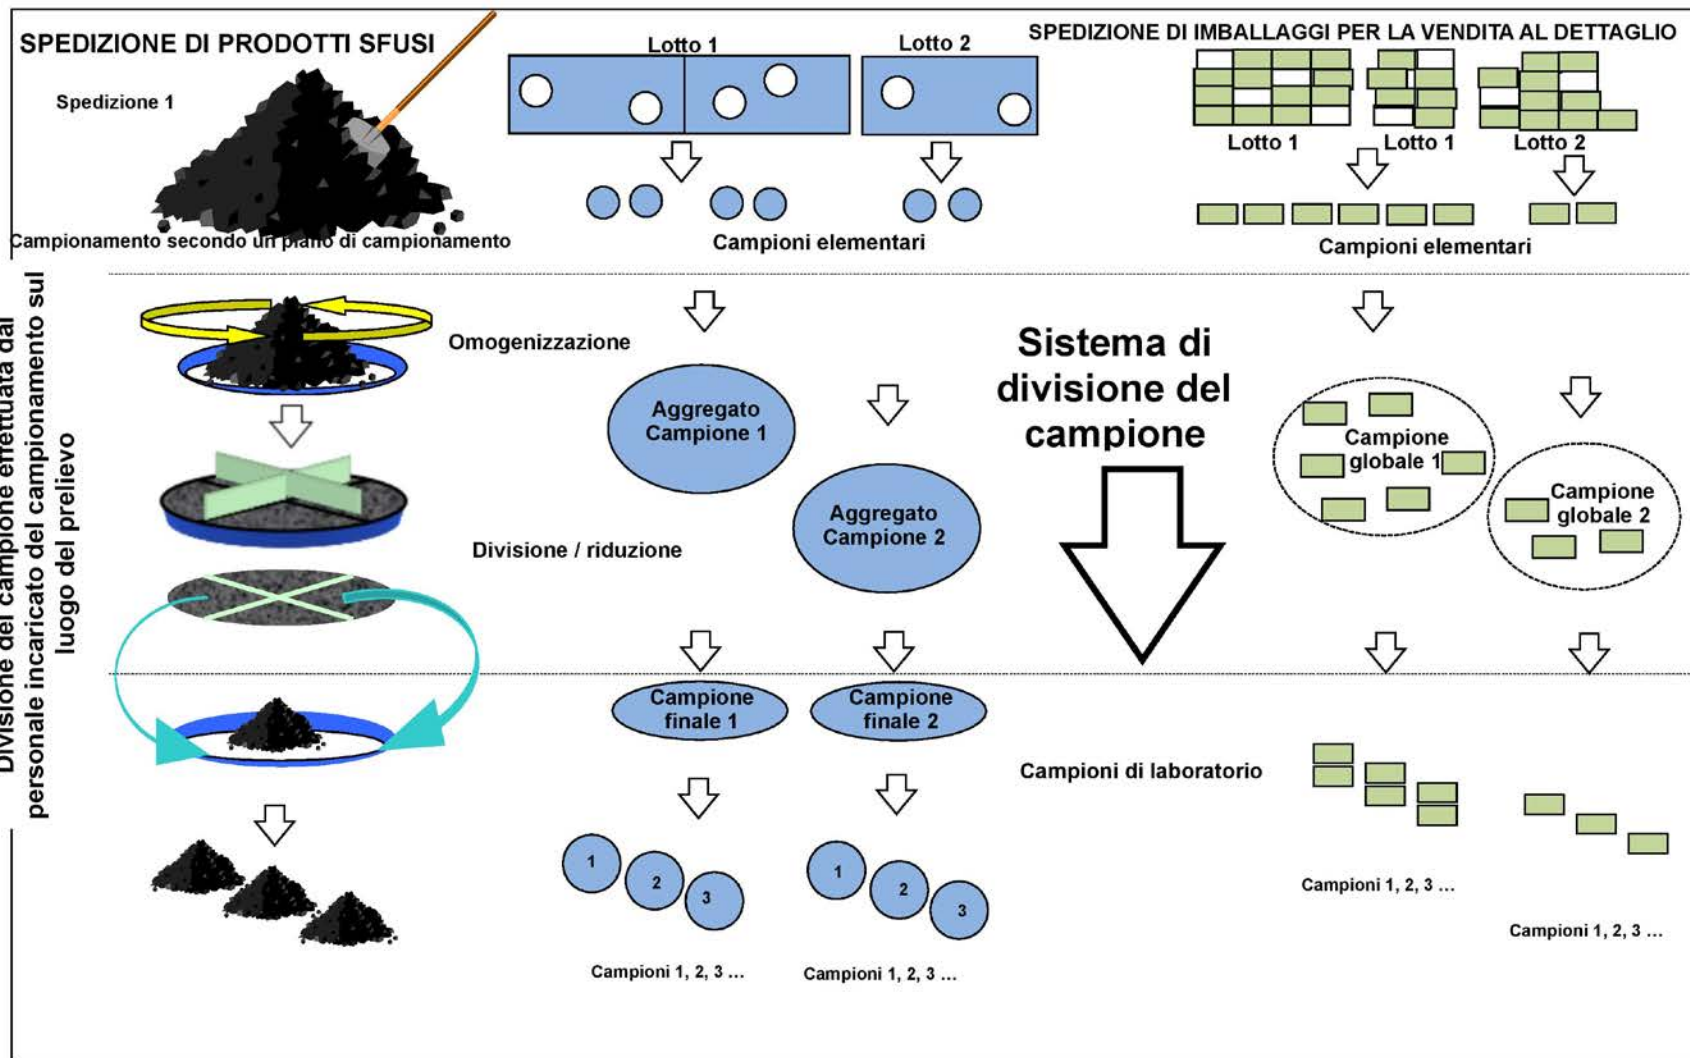 SPEDIZIONE DI PRODOTTI SFUSI
Spedizione 1
Campionamento secondo un piano di campionamento
Lotto 1
Lotto 2
Campioni elementari
SPEDIZIONE DI IMBALLAGGI PER LA VENDITA AL DETTAGLIO
Lotto 1
Lotto 1
Lotto 2
Campioni elementari
Divisione del campione effettuata dal
personale incaricato del campionamento sul
luogo del prelievo
Omogenizzazione
Divisione / riduzione
Aggregato
Campione 1
Aggregato
Campione 2
Sistema di
divisione del
campione
Campione
globale 1
Campione
globale 2
Campione
finale 1
Campione
finale 2
Campioni di laboratorio
1
2
3
1
2
3
Campioni 1, 2, 3 ...
Campioni 1, 2, 3 ...
Campioni 1, 2, 3 ...
Campioni 1, 2, 3 ...